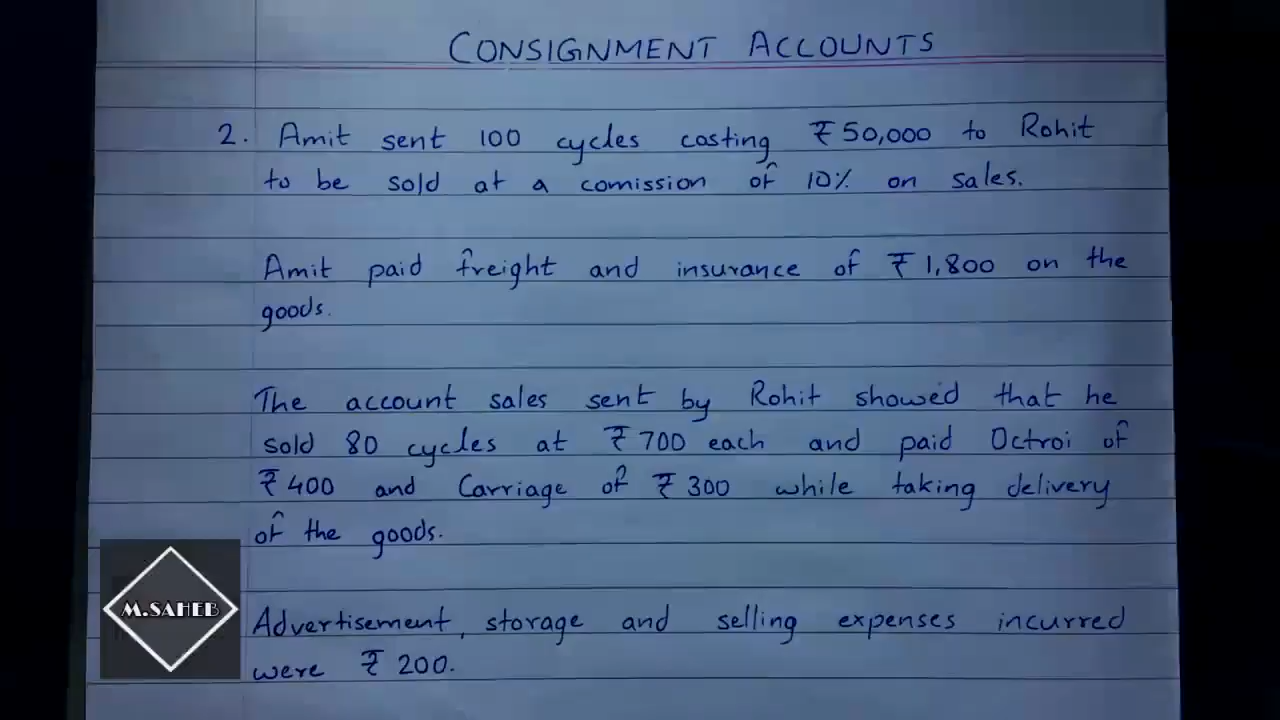 CONSIGNMENT ACCOUNTS
2. Amit sent 100 cycles costing ₹50,000 to Rohit
to be sold at a comission of 10% on sales.
Amit paid freight and insurance of ₹1,800 on the
goods.
The account sales sent by Rohit showed that he
sold 80 cycles at ₹700 each and paid Octroi of
₹400 and Carriage of ₹300 while taking delivery
of the goods.
M.SAHEB
Advertisement, storage and selling expenses incurred
were ₹200.